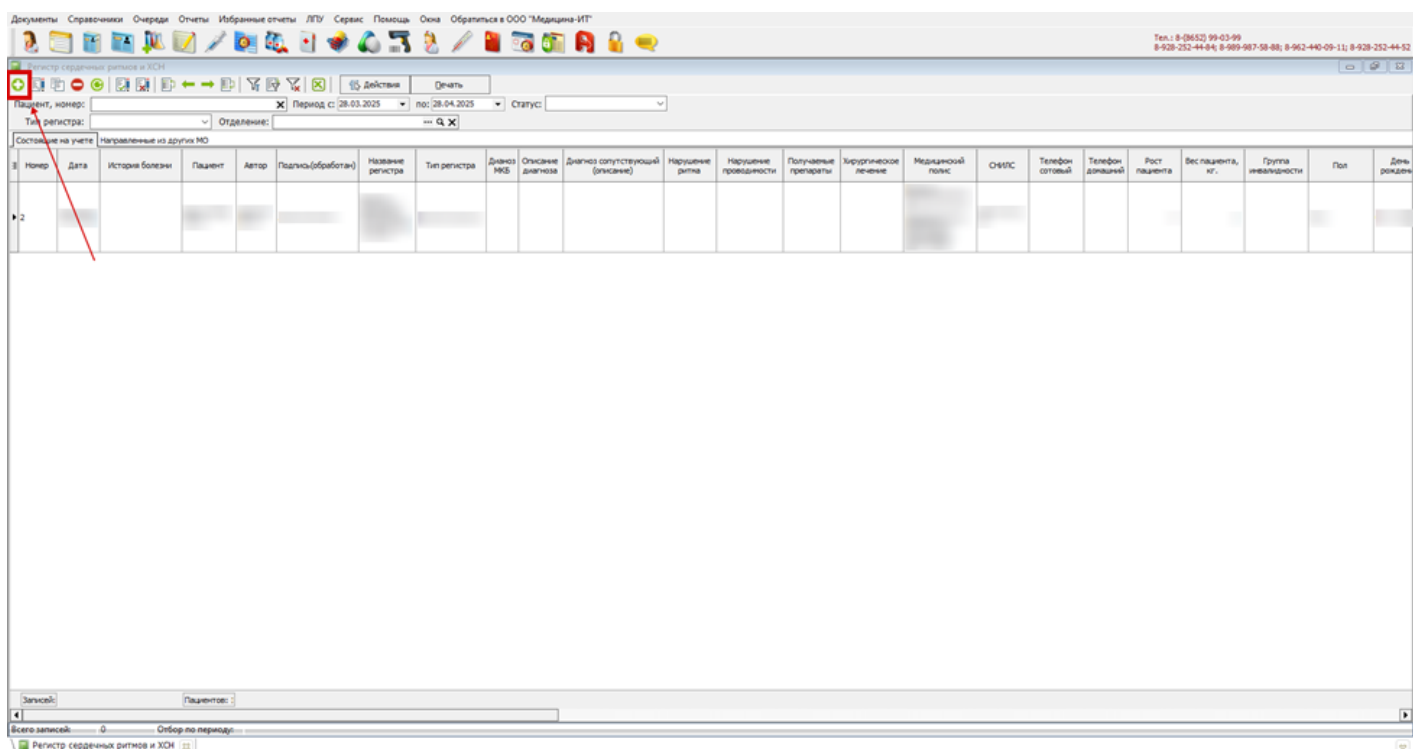 Документы Справочники Очереди Отчеты Избранные отчеты ЛПУ Сервис Помощь Окна Обратиться в ООО "Медицина-ИТ"
Тел.: 8-(8652) 99-03-99
8-928-252-44-84; 8-989-987-58-88; 8-962-440-09-11; 8-928-252-44-52
Регистр сердечных ритмов и ХСН
Действия Печать
Пациент, номер: Период с: 28.03.2025 по: 28.04.2025 Статус:
Тип регистра: Отделение:
Состоящие на учете Направленные из других МО
Номер Дата История болезни Пациент Автор Подпись(обработан) Название регистра Тип регистра Дианоз МКБ Описание диагноза Диагноз сопутствующий (описание) Нарушение ритма Нарушение проводимости Получаемые препараты Хирургическое лечение Медицинский полис СНИЛС Телефон сотовый Телефон домашний Рост пациента Вес пациента, кг. Группа инвалидности Пол День рождени
2
Записей: Пациентов:
Всего записей: 0 Отбор по периоду:
Регистр сердечных ритмов и ХСН